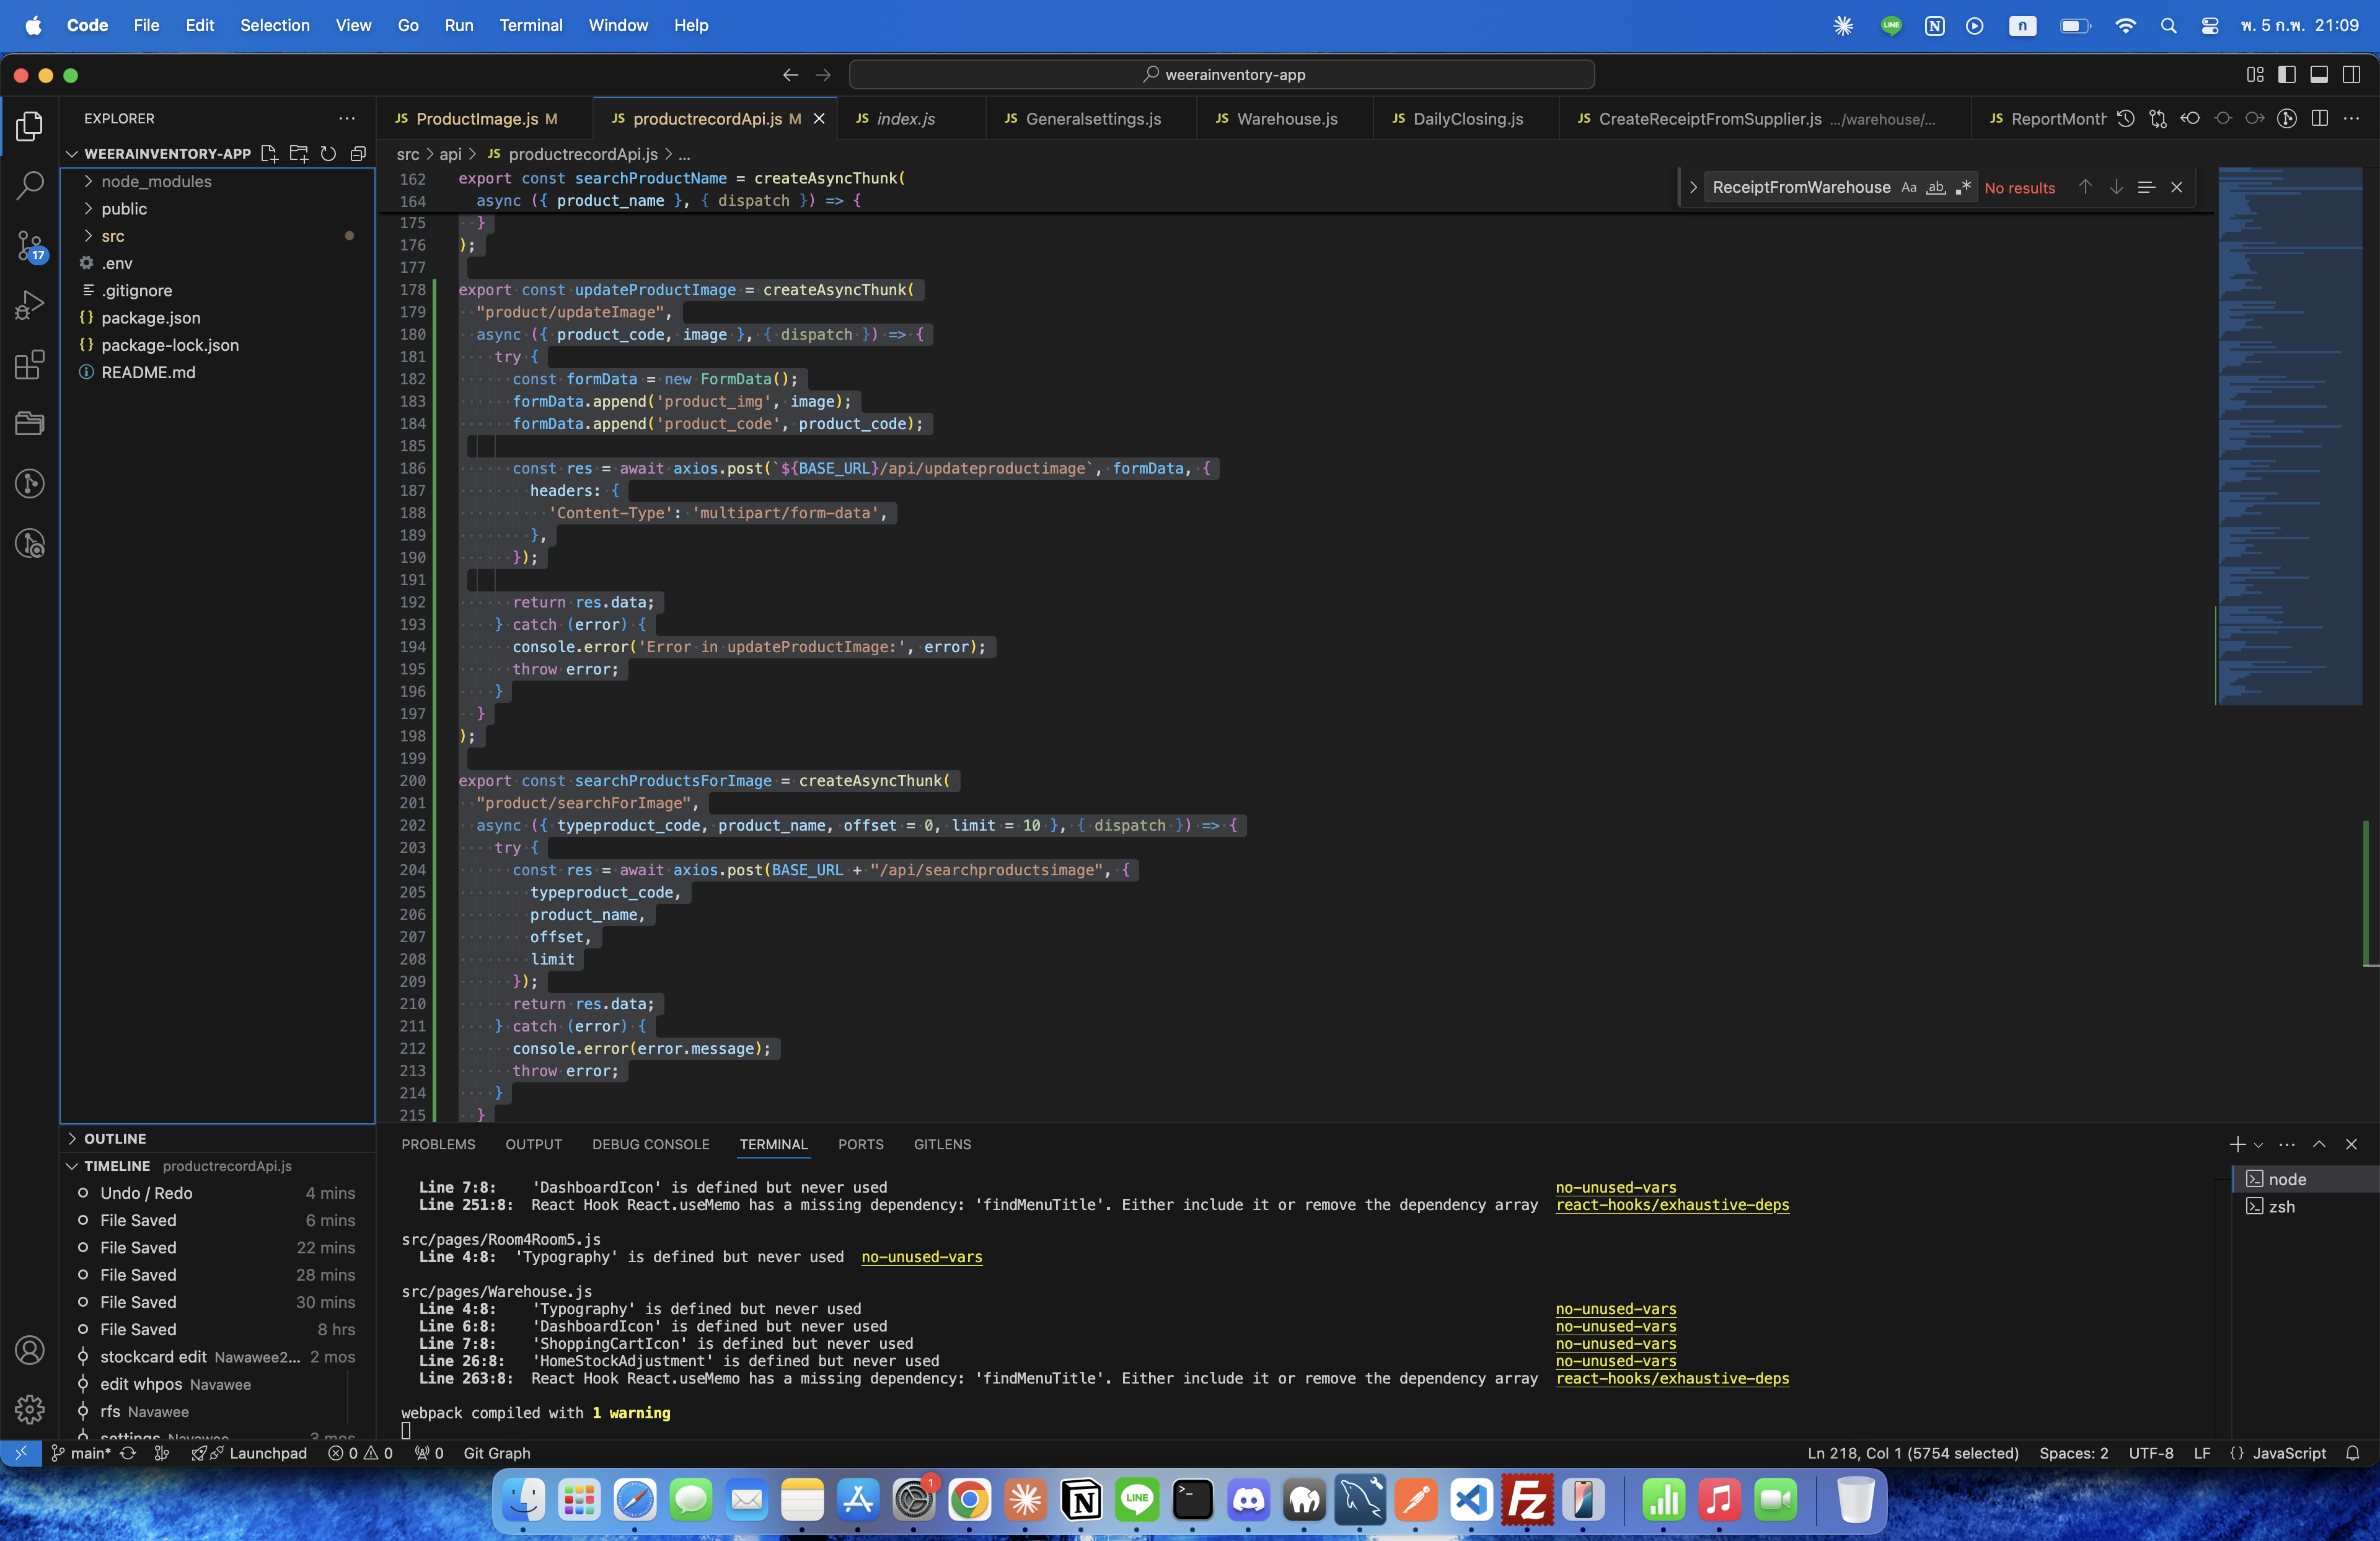 Code File Edit Selection View Go Run Terminal Window Help
LINE ก พ. 5 ก.พ. 21:09
weerainventory-app
EXPLORER
JS ProductImage.js M
JS productrecordApi.js M
JS index.js
JS Generalsettings.js
JS Warehouse.js
JS DailyClosing.js
JS CreateReceiptFromSupplier.js .../warehouse/...
JS ReportMonth
WEERAINVENTORY-APP
node_modules
public
src
.env
.gitignore
package.json
package-lock.json
README.md
17
src > api > JS productrecordApi.js > ...
ReceiptFromWarehouse Aa ab .* No results
162 export const searchProductName = createAsyncThunk(
164 async ({ product_name }, { dispatch }) => {
175 }
176 );
177
178 export const updateProductImage = createAsyncThunk(
179 "product/updateImage",
180 async ({ product_code, image }, { dispatch }) => {
181 try {
182 const formData = new FormData();
183 formData.append('product_img', image);
184 formData.append('product_code', product_code);
185
186 const res = await axios.post(`${BASE_URL}/api/updateproductimage`, formData, {
187 headers: {
188 'Content-Type': 'multipart/form-data',
189 },
190 });
191
192 return res.data;
193 } catch (error) {
194 console.error('Error in updateProductImage:', error);
195 throw error;
196 }
197 }
198 );
199
200 export const searchProductsForImage = createAsyncThunk(
201 "product/searchForImage",
202 async ({ typeproduct_code, product_name, offset = 0, limit = 10 }, { dispatch }) => {
203 try {
204 const res = await axios.post(BASE_URL + "/api/searchproductsimage", {
205 typeproduct_code,
206 product_name,
207 offset,
208 limit
209 });
210 return res.data;
211 } catch (error) {
212 console.error(error.message);
213 throw error;
214 }
215 }
OUTLINE
TIMELINE productrecordApi.js
Undo / Redo 4 mins
File Saved 6 mins
File Saved 22 mins
File Saved 28 mins
File Saved 30 mins
File Saved 8 hrs
stockcard edit Nawawee2... 2 mos
edit whpos Navawee
rfs Navawee
settings Navawee 3 mos
PROBLEMS OUTPUT DEBUG CONSOLE TERMINAL PORTS GITLENS
node
zsh
Line 7:8: 'DashboardIcon' is defined but never used no-unused-vars
Line 251:8: React Hook React.useMemo has a missing dependency: 'findMenuTitle'. Either include it or remove the dependency array react-hooks/exhaustive-deps
src/pages/Room4Room5.js
Line 4:8: 'Typography' is defined but never used no-unused-vars
src/pages/Warehouse.js
Line 4:8: 'Typography' is defined but never used no-unused-vars
Line 6:8: 'DashboardIcon' is defined but never used no-unused-vars
Line 7:8: 'ShoppingCartIcon' is defined but never used no-unused-vars
Line 26:8: 'HomeStockAdjustment' is defined but never used no-unused-vars
Line 263:8: React Hook React.useMemo has a missing dependency: 'findMenuTitle'. Either include it or remove the dependency array react-hooks/exhaustive-deps
webpack compiled with 1 warning
main* Launchpad 0 0 0 Git Graph
Ln 218, Col 1 (5754 selected) Spaces: 2 UTF-8 LF {} JavaScript
1
LINE
Fz